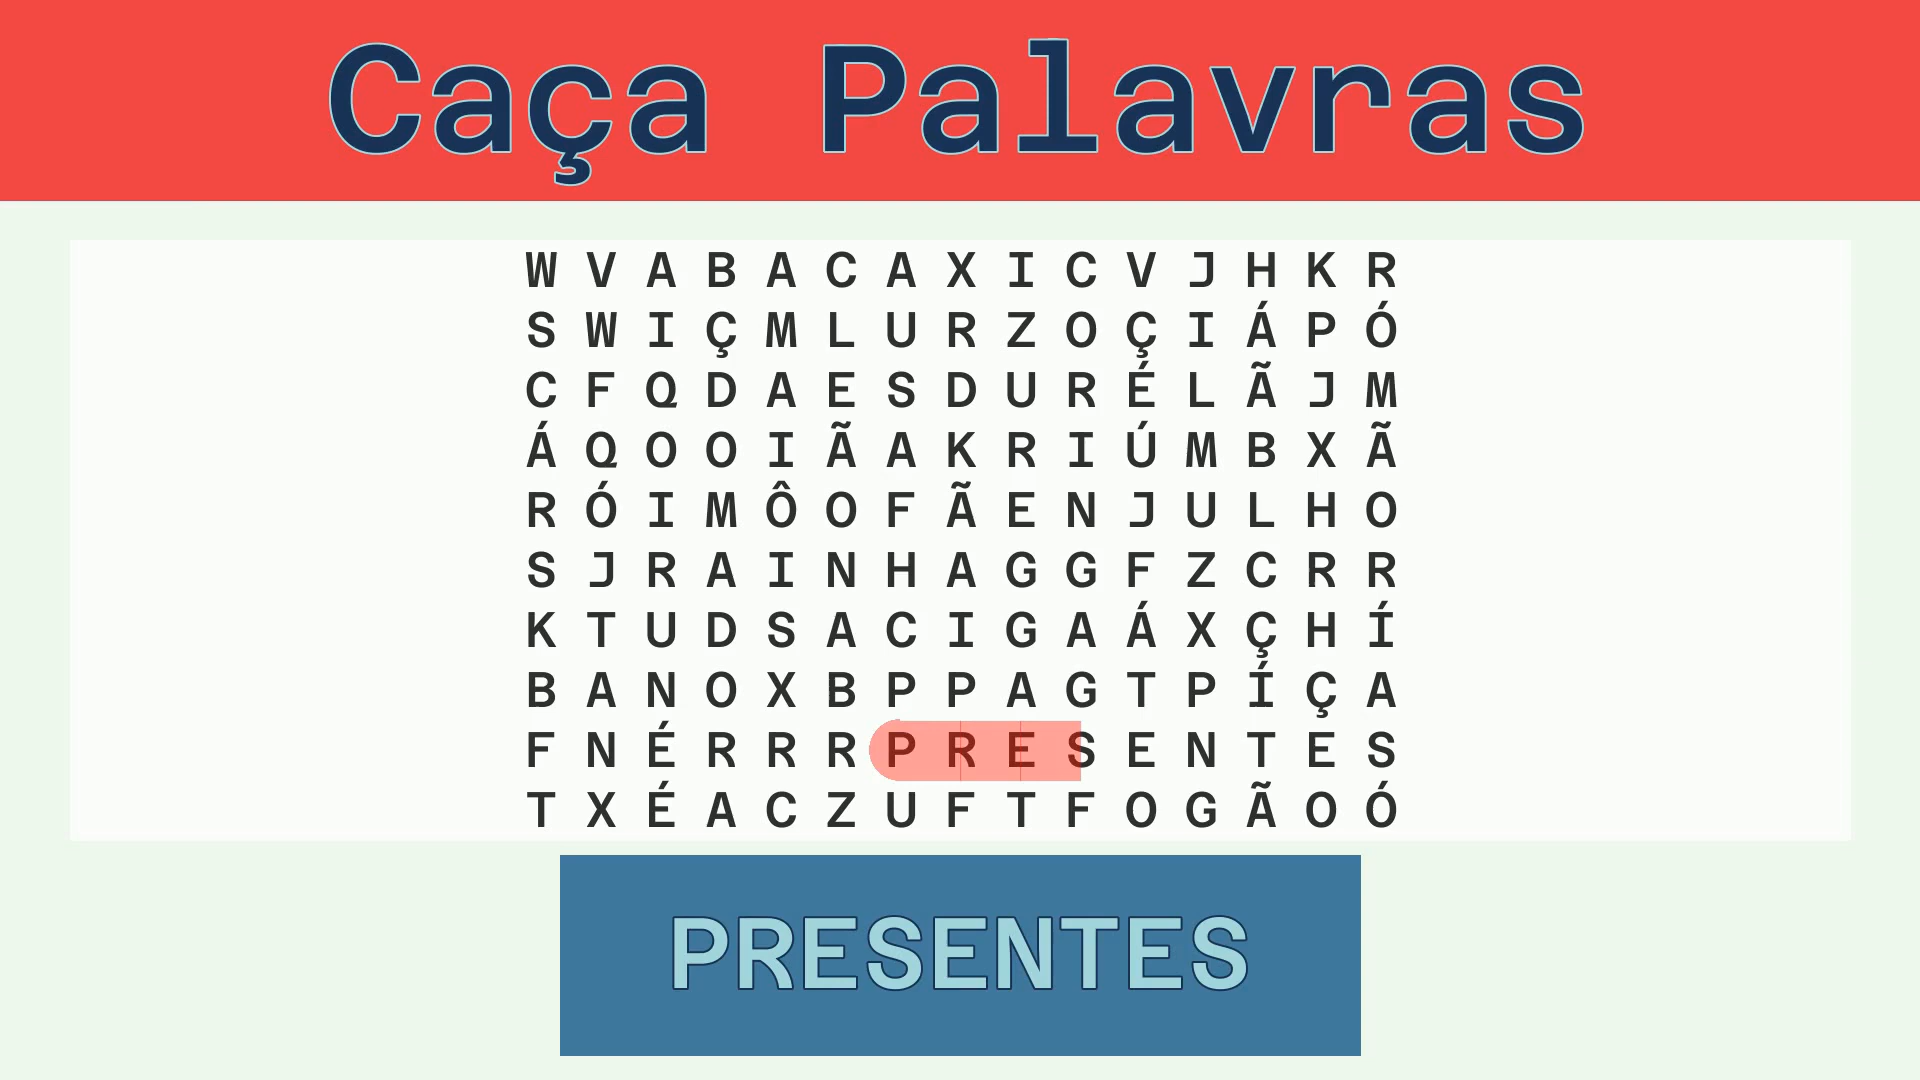 Caça Palavras
W V A B A C A X I C V J H K R
S W I Ç M L U R Z O Ç I Á P Ó
C F Q D A E S D U R É L Ã J M
Á Q O O I Ã A K R I Ú M B X Ã
R Ó I M Ô O F Ã E N J U L H O
S J R A I N H A G G F Z C R R
K T U D S A C I G A Á X Ç H Í
B A N O X B P P A G T P Í Ç A
F N É R R R P R E S E N T E S
T X É A C Z U F T F O G Ã O Ó
PRESENTES